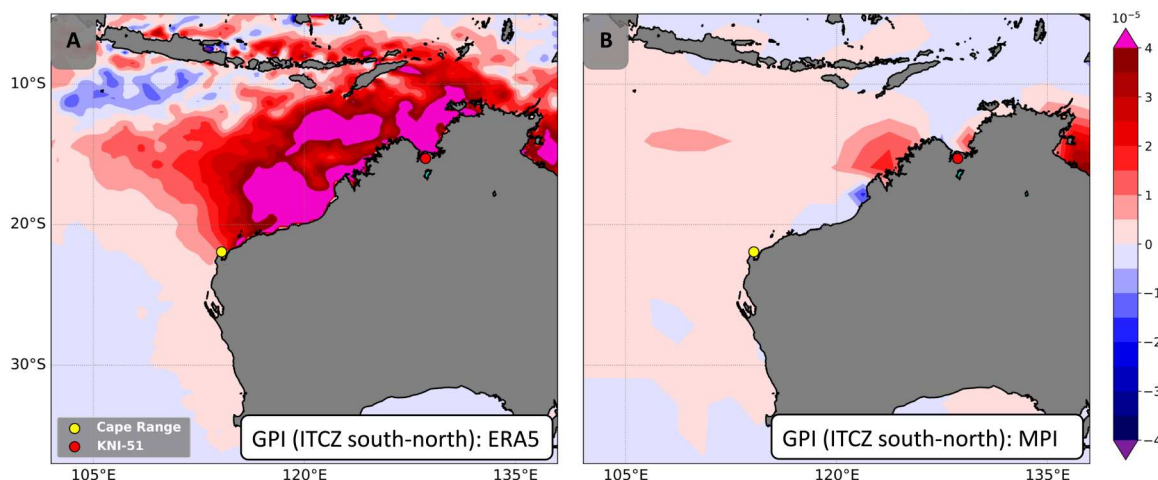 A
B
10⁻⁵
4
3
2
1
0
−1
−2
−3
−4
10°S
20°S
30°S
Cape Range
KNI-51
GPI (ITCZ south-north): ERA5
GPI (ITCZ south-north): MPI
105°E
120°E
135°E
105°E
120°E
135°E